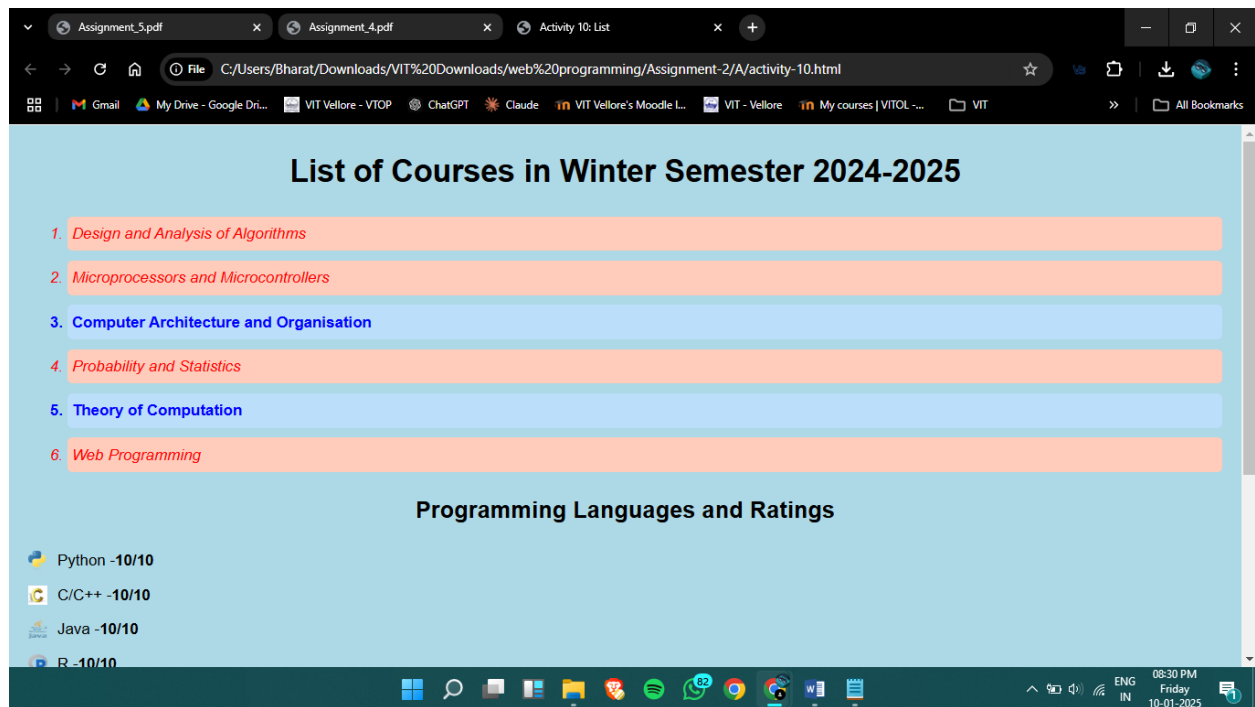 Assignment_5.pdf
Assignment_4.pdf
Activity 10: List
File C:/Users/Bharat/Downloads/VIT%20Downloads/web%20programming/Assignment-2/A/activity-10.html
Gmail My Drive - Google Dri... VIT Vellore - VTOP ChatGPT Claude VIT Vellore's Moodle l... VIT - Vellore My courses | VITOL -... VIT » All Bookmarks
List of Courses in Winter Semester 2024-2025
1. Design and Analysis of Algorithms
2. Microprocessors and Microcontrollers
3. Computer Architecture and Organisation
4. Probability and Statistics
5. Theory of Computation
6. Web Programming
Programming Languages and Ratings
Python -10/10
C/C++ -10/10
Java -10/10
R -10/10
82
ENG
IN
08:30 PM
Friday
10-01-2025
1